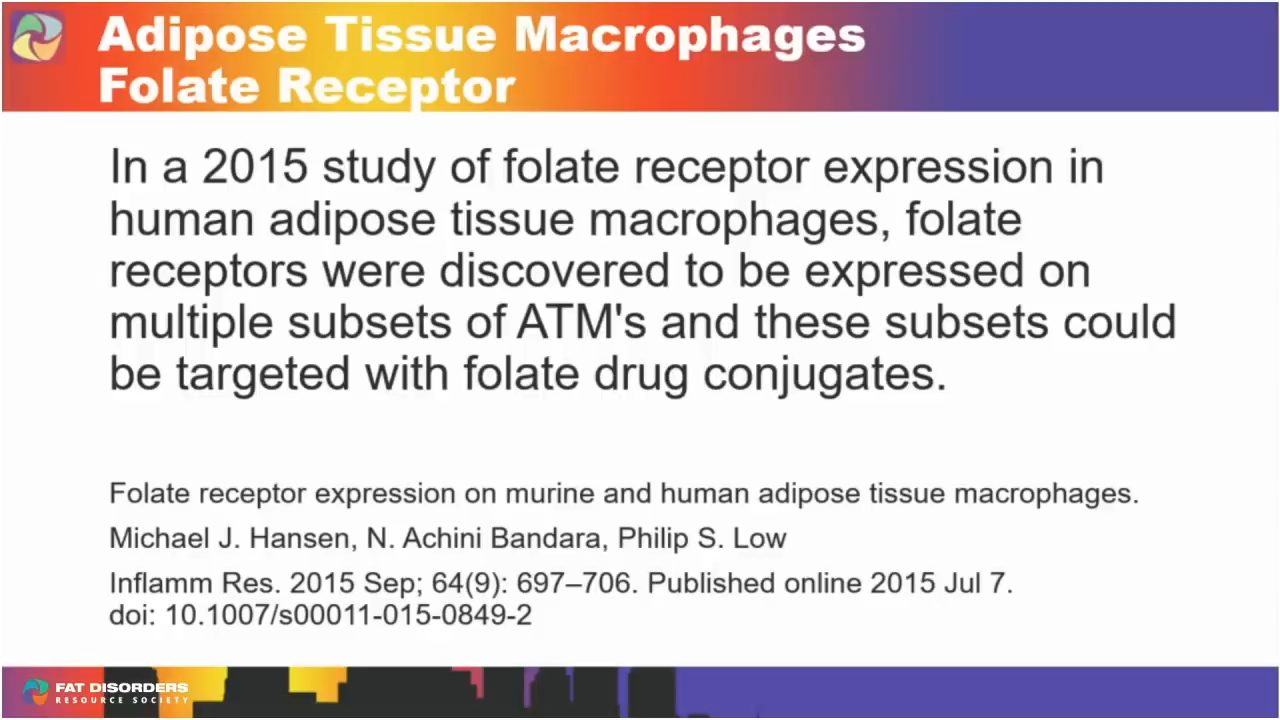 Adipose Tissue Macrophages
Folate Receptor
In a 2015 study of folate receptor expression in
human adipose tissue macrophages, folate
receptors were discovered to be expressed on
multiple subsets of ATM's and these subsets could
be targeted with folate drug conjugates.
Folate receptor expression on murine and human adipose tissue macrophages.
Michael J. Hansen, N. Achini Bandara, Philip S. Low
Inflamm Res. 2015 Sep; 64(9): 697–706. Published online 2015 Jul 7.
doi: 10.1007/s00011-015-0849-2
FAT DISORDERS
RESOURCE SOCIETY